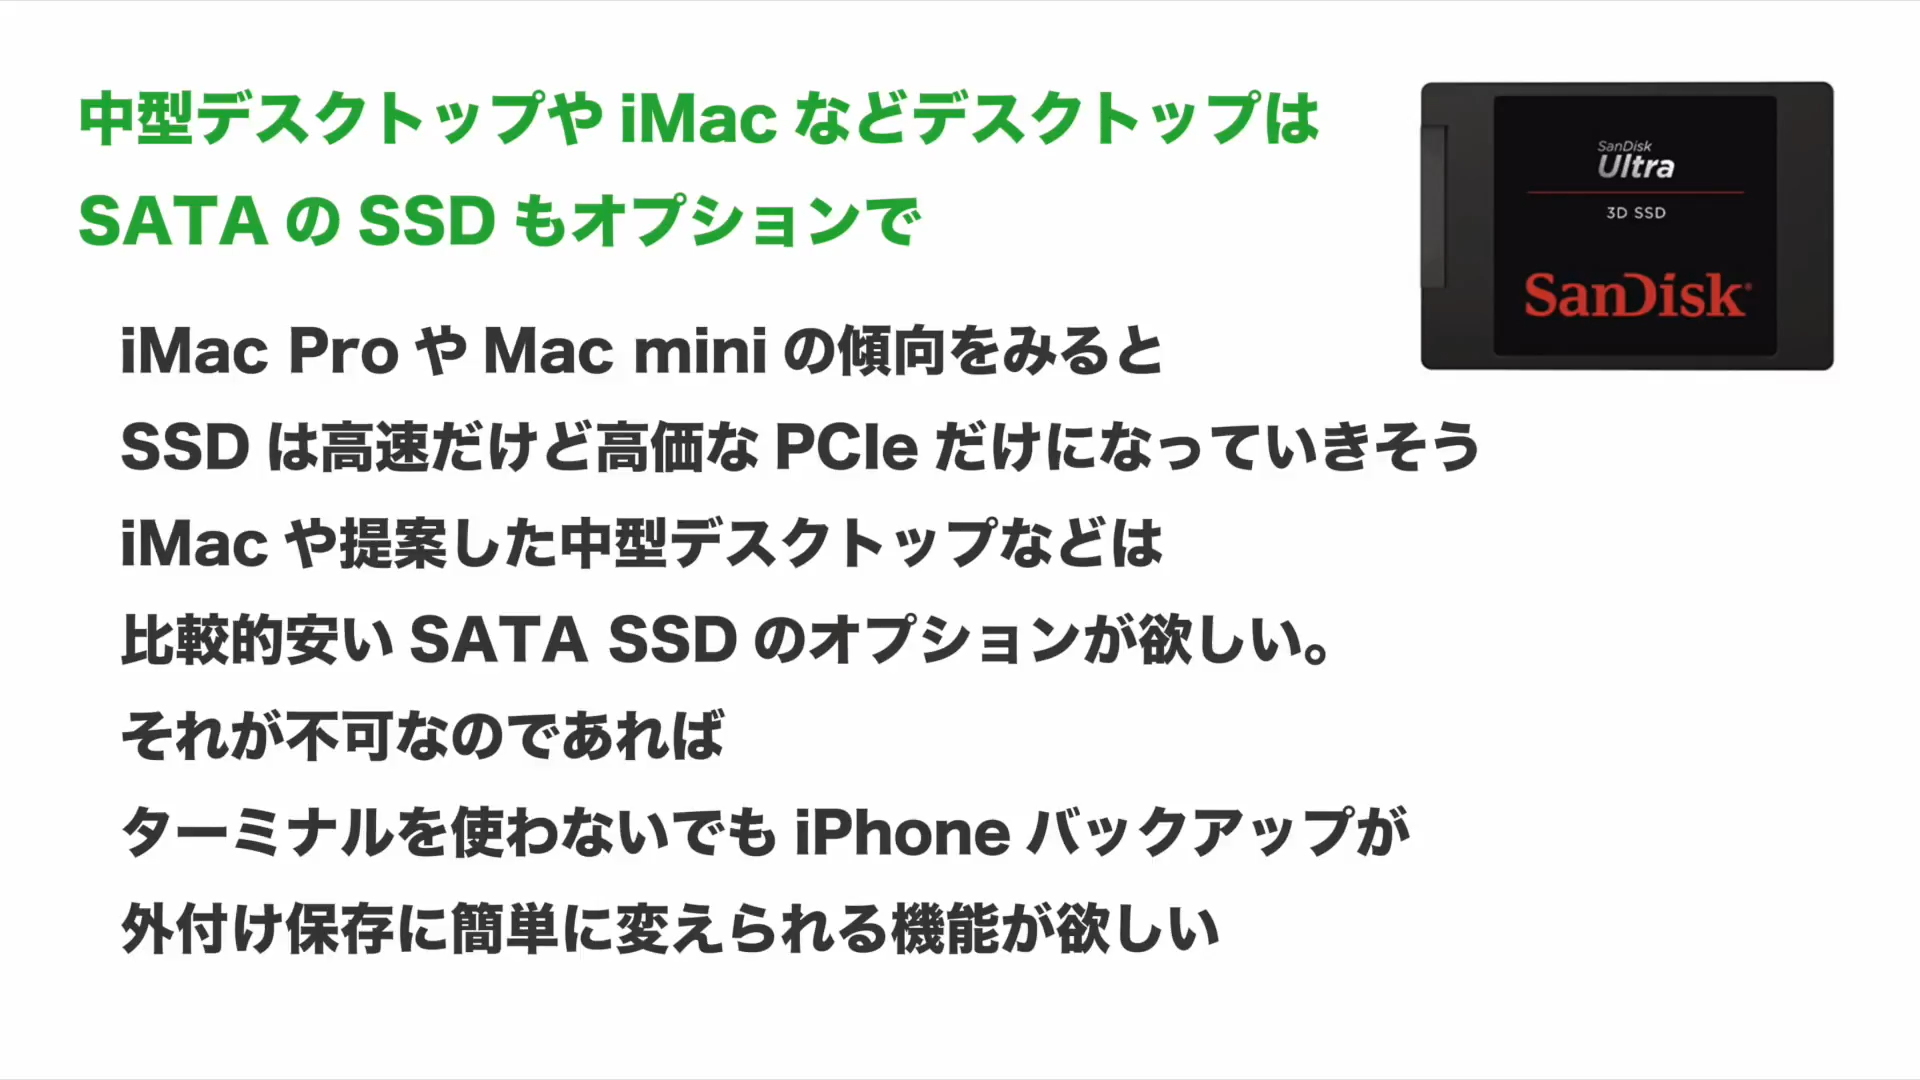 中型デスクトップや iMac などデスクトップは
SATA の SSD もオプションで
SanDisk
Ultra
3D SSD
SanDisk
iMac Pro や Mac mini の傾向をみると
SSD は高速だけど高価な PCIe だけになっていきそう
iMac や提案した中型デスクトップなどは
比較的安い SATA SSD のオプションが欲しい。
それが不可なのであれば
ターミナルを使わないでも iPhone バックアップが
外付け保存に簡単に変えられる機能が欲しい